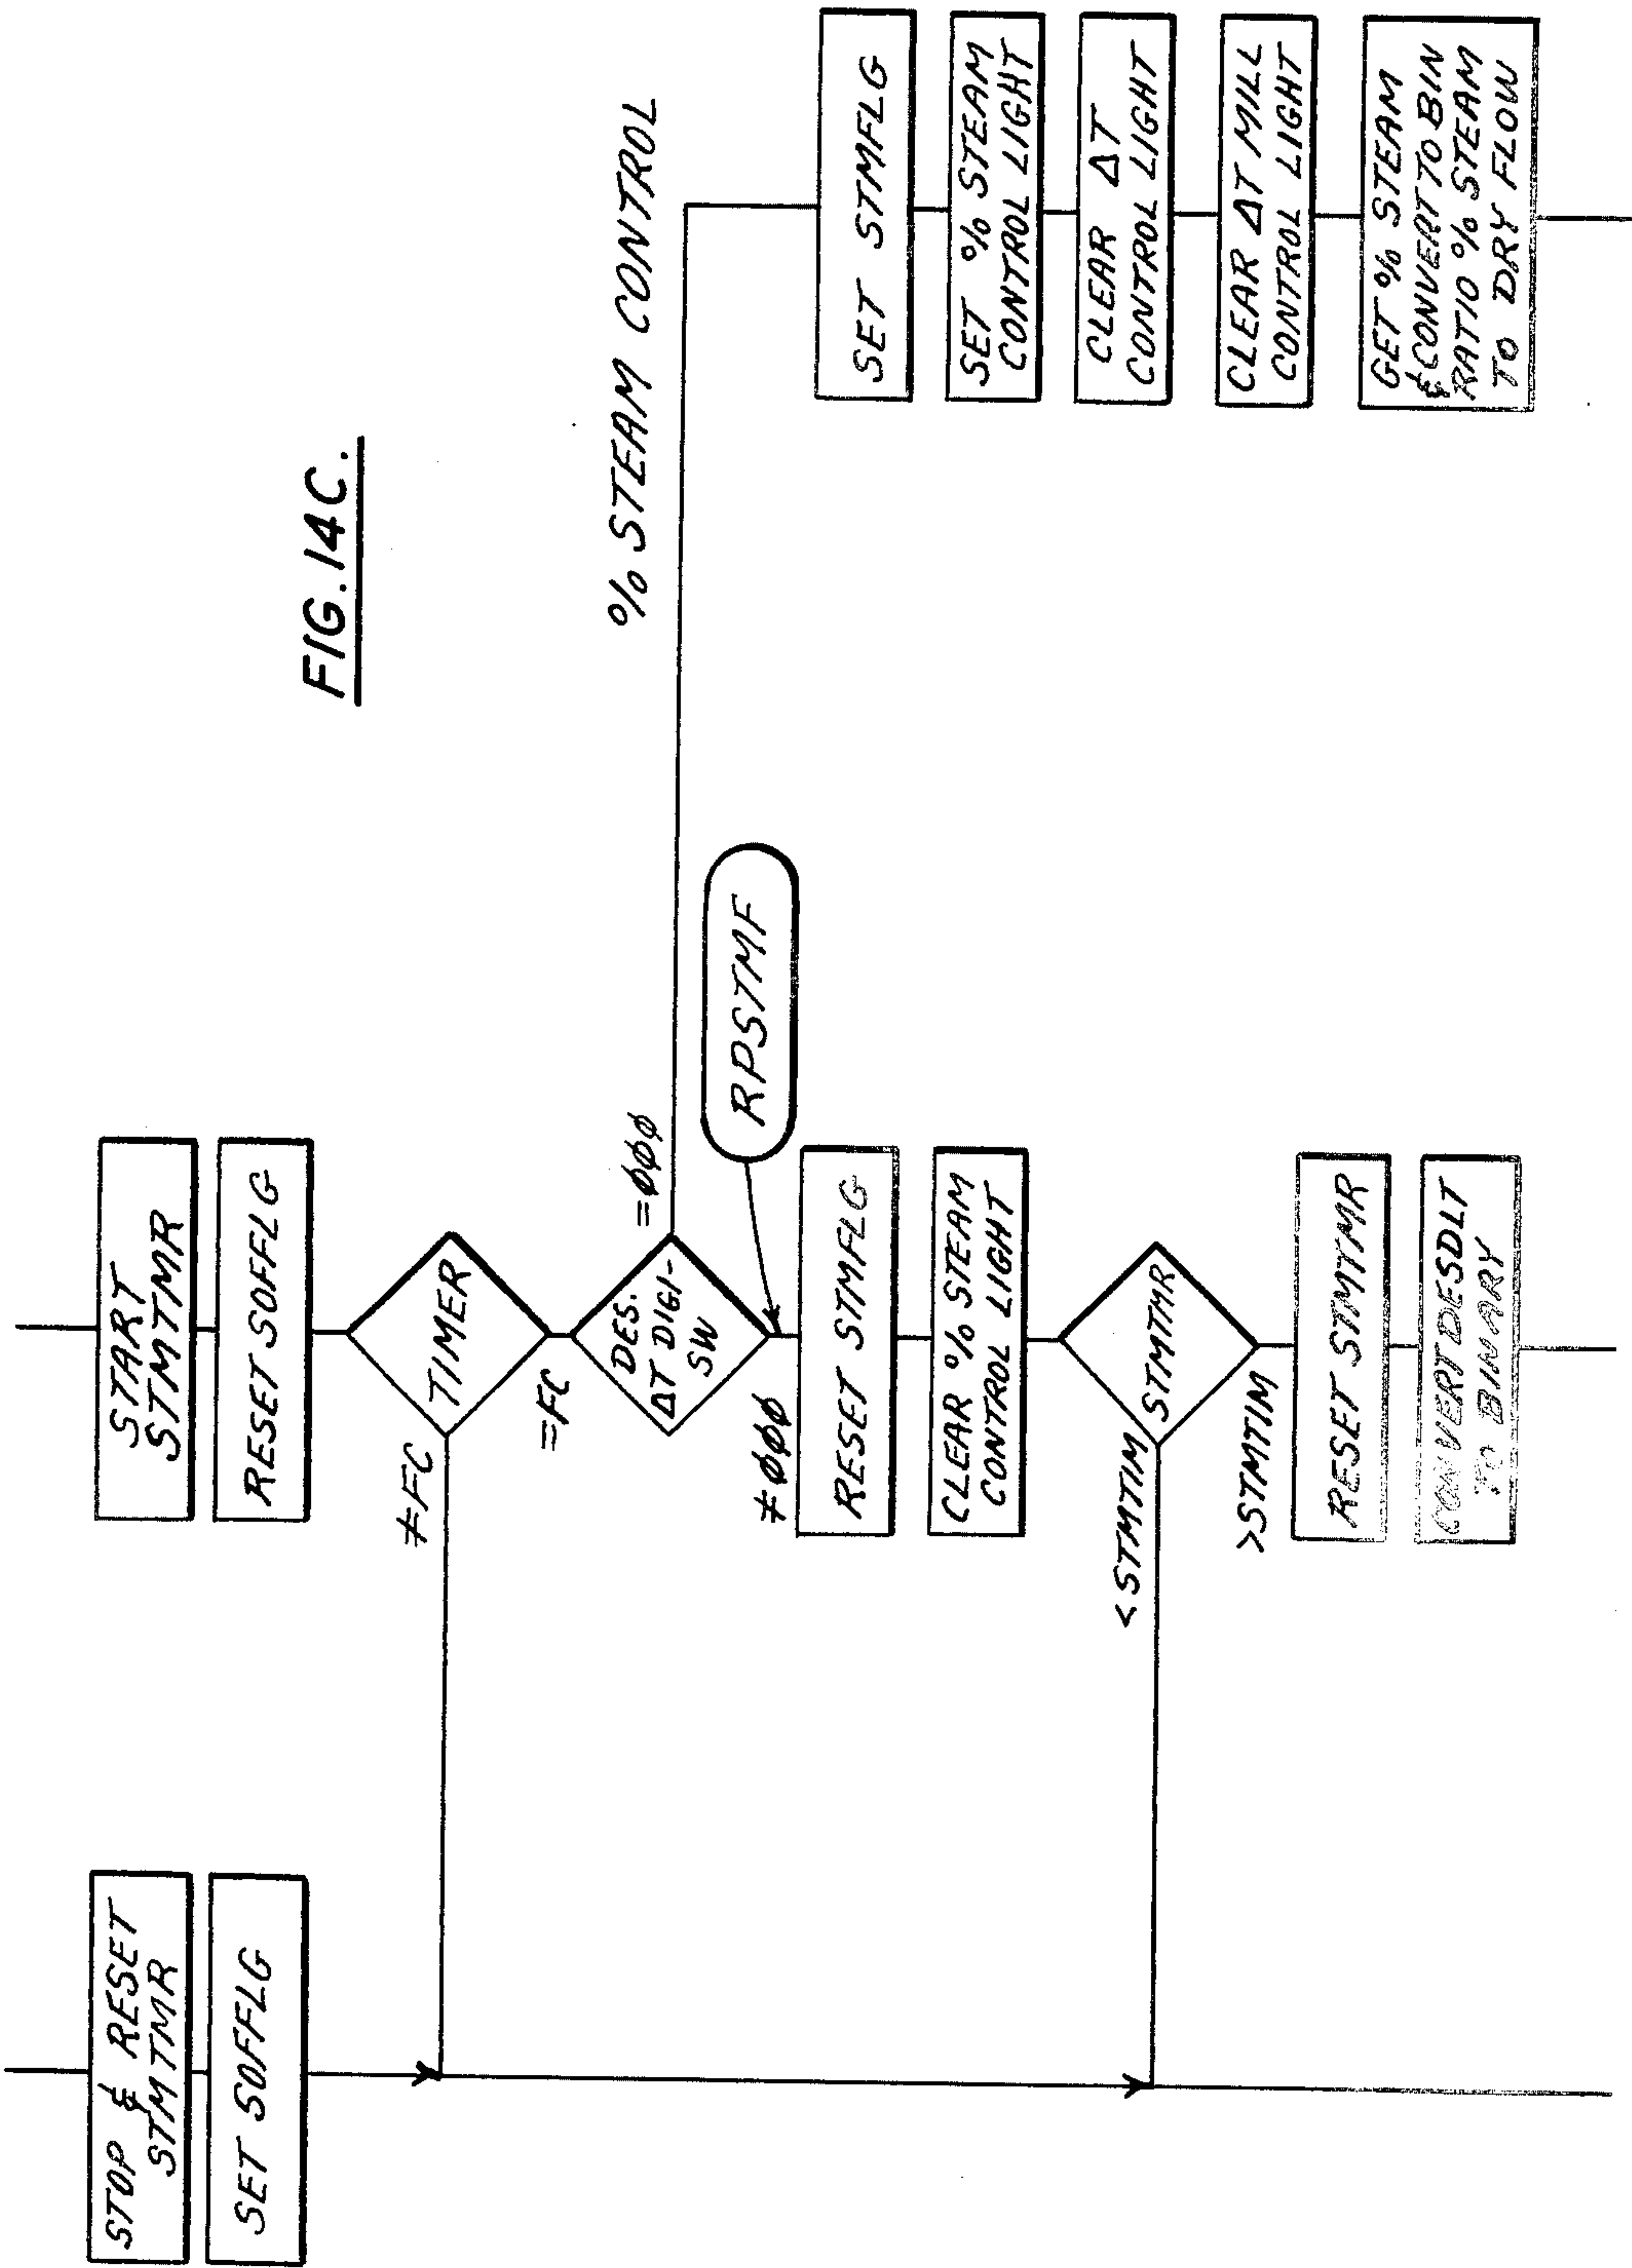 FIG. 14C.
STOP & RESET
STMTMR
SET SOFFLG
START
STMTMR
RESET SOFFLG
TIMER
≠FC
=FC
DES.
ΔT DIGI-
SW
=ØØØ
% STEAM CONTROL
≠ØØØ
RPSTMF
RESET STMFLG
CLEAR % STEAM
CONTROL LIGHT
STMTMR
<STMTIM
>STMTIM
RESET STMTMR
CONVERT DESDLT
TO BINARY
SET STMFLG
SET % STEAM
CONTROL LIGHT
CLEAR ΔT
CONTROL LIGHT
CLEAR ΔT MILL
CONTROL LIGHT
GET % STEAM
& CONVERT TO BIN
RATIO % STEAM
TO DRY FLOW